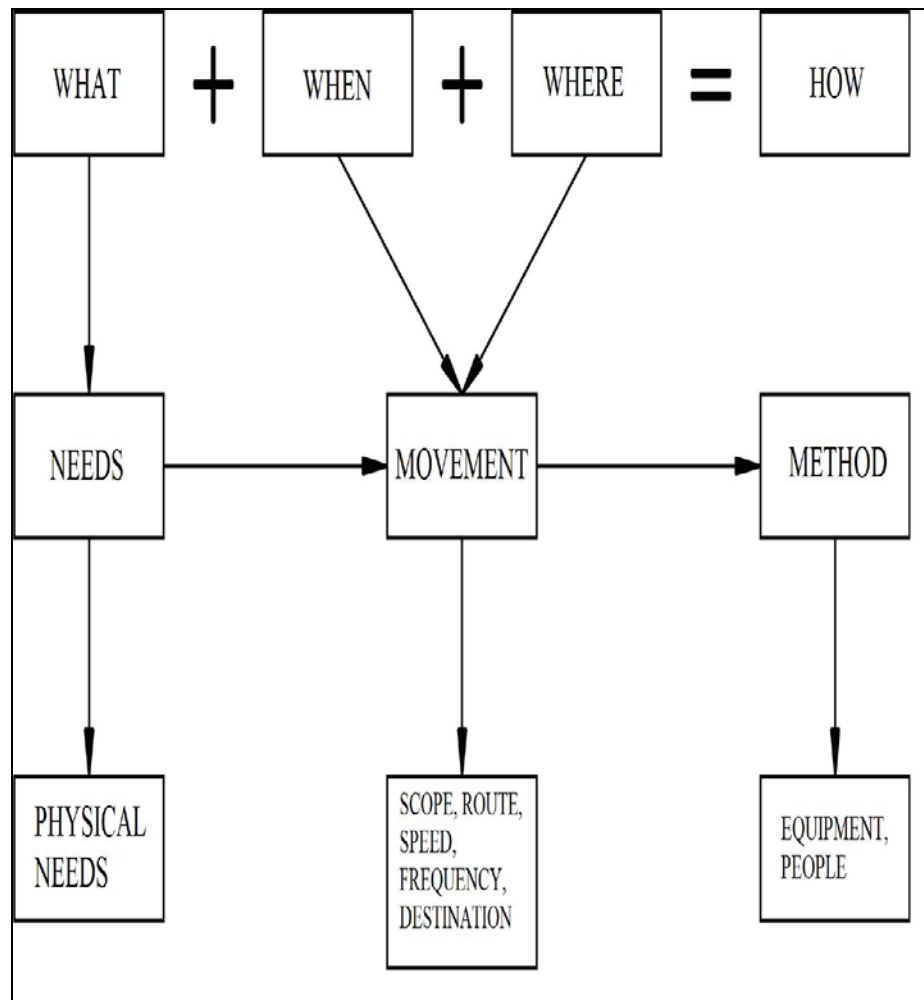 WHAT + WHEN + WHERE = HOW
NEEDS
MOVEMENT
METHOD
PHYSICAL
NEEDS
SCOPE, ROUTE,
SPEED,
FREQUENCY,
DESTINATION
EQUIPMENT,
PEOPLE